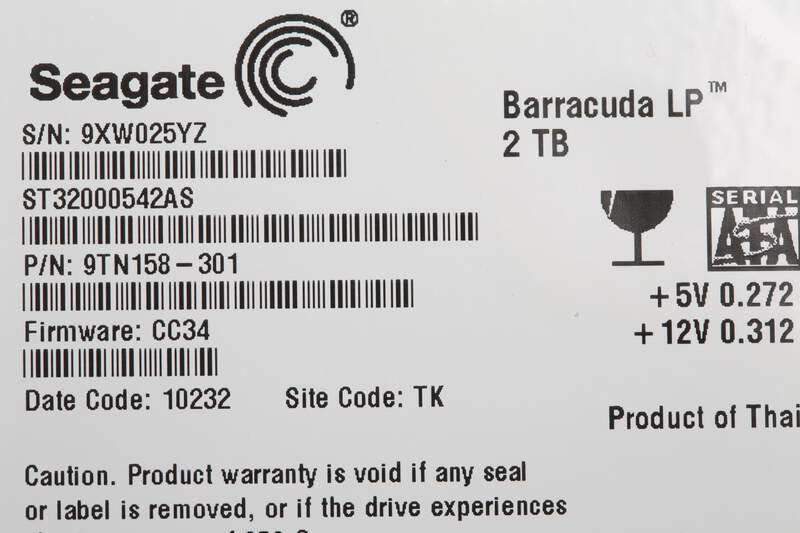 Seagate ®
S/N: 9XW025YZ
ST32000542AS
P/N: 9TN158-301
Firmware: CC34
Date Code: 10232 Site Code: TK
Barracuda LP™
2 TB
SERIAL
ATA
+5V 0.272
+12V 0.312
Product of Thai
Caution. Product warranty is void if any seal
or label is removed, or if the drive experiences